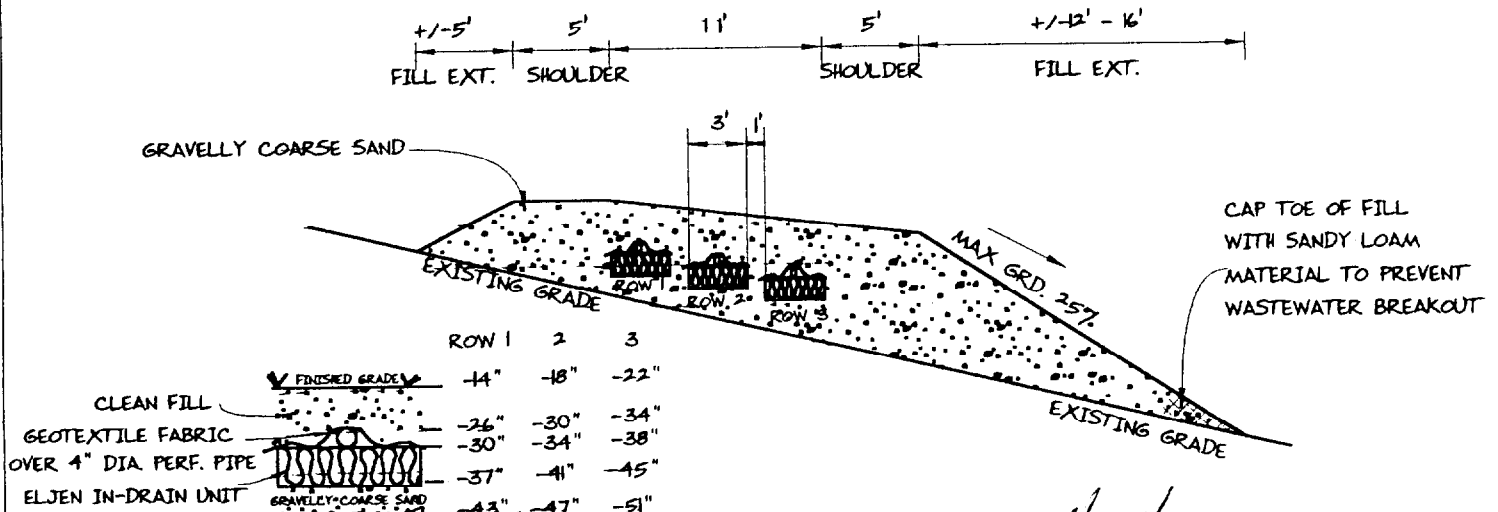 +/-5' 5' 11' 5' +/-12' - 16'
FILL EXT. SHOULDER SHOULDER FILL EXT.
3' 1'
GRAVELLY COARSE SAND
CAP TOE OF FILL
WITH SANDY LOAM
MATERIAL TO PREVENT
WASTEWATER BREAKOUT
MAX GRD. 25%
EXISTING GRADE
ROW 1
ROW 2
ROW 3
EXISTING GRADE
ROW 1 2 3
FINISHED GRADE -14" -18" -22"
CLEAN FILL
-26" -30" -34"
GEOTEXTILE FABRIC
-30" -34" -38"
OVER 4" DIA. PERF. PIPE
-37" -41" -45"
ELJEN IN-DRAIN UNIT
GRAVELLY COARSE SAND
-43" -47" -51"